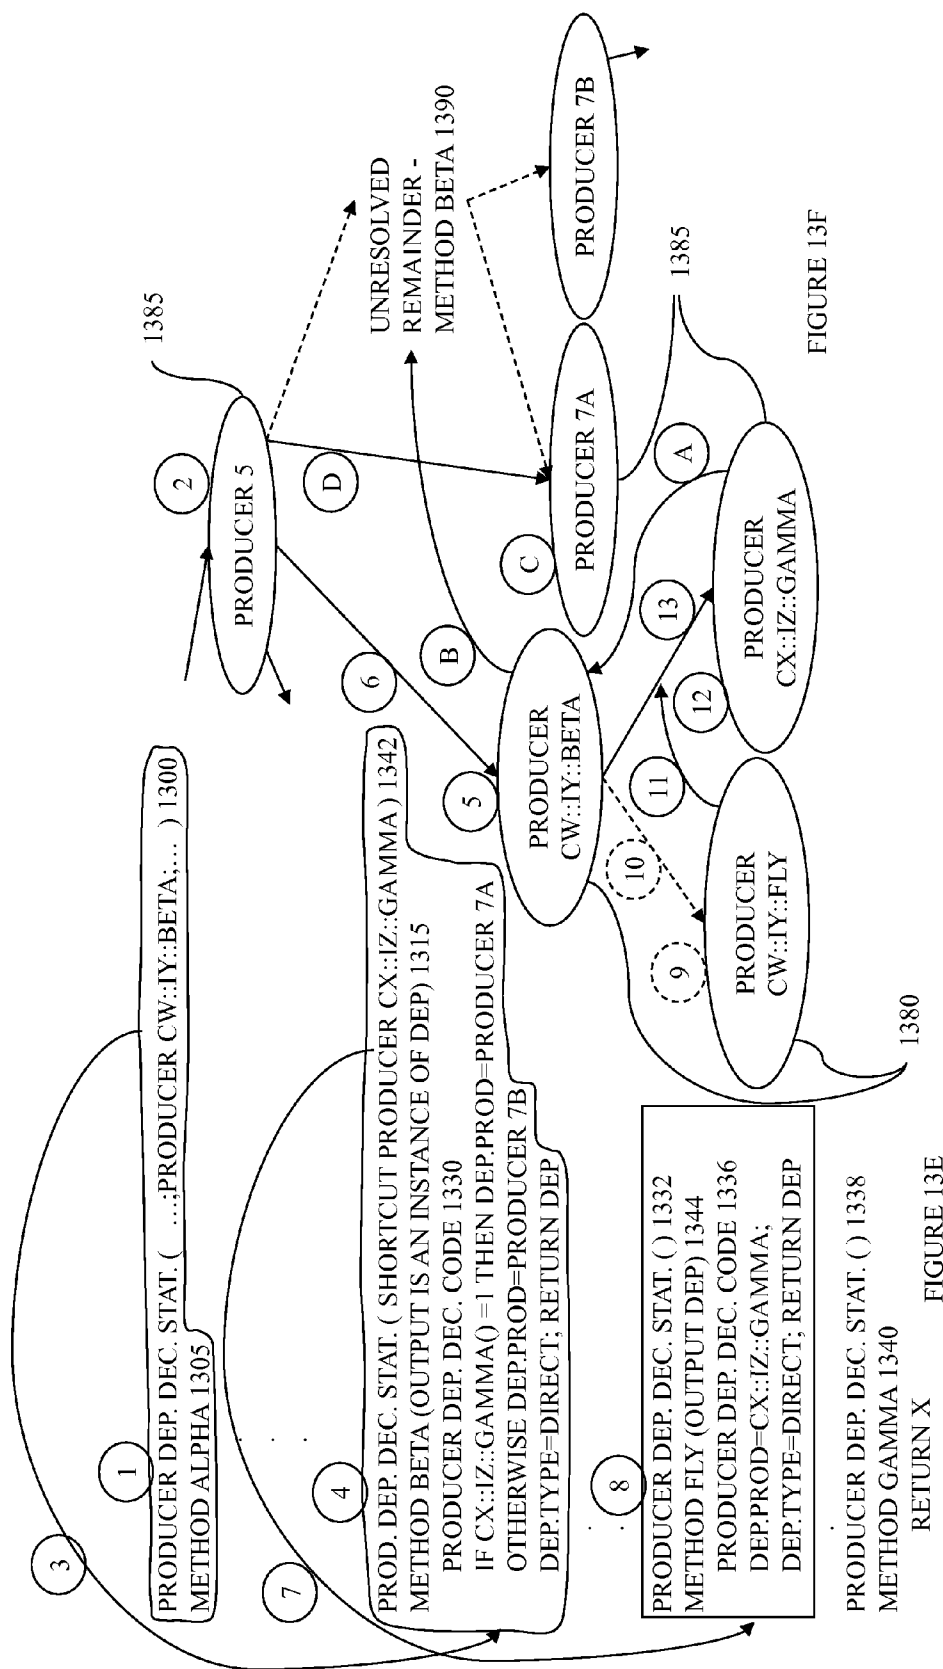 3
1
PRODUCER DEP. DEC. STAT. ( ...;PRODUCER CW::IY::BETA;... ) 1300
METHOD ALPHA 1305
7
4
PROD. DEP. DEC. STAT. ( SHORTCUT PRODUCER CX::IZ::GAMMA) 1342
METHOD BETA (OUTPUT IS AN INSTANCE OF DEP) 1315
PRODUCER DEP. DEC. CODE 1330
IF CX::IZ::GAMMA() =1 THEN DEP.PROD=PRODUCER 7A
OTHERWISE DEP.PROD=PRODUCER 7B
DEP.TYPE=DIRECT; RETURN DEP
8
PRODUCER DEP. DEC. STAT. ( ) 1332
METHOD FLY (OUTPUT DEP) 1344
PRODUCER DEP. DEC. CODE 1336
DEP.PROD=CX::IZ::GAMMA;
DEP.TYPE=DIRECT; RETURN DEP
PRODUCER DEP. DEC. STAT. ( ) 1338
METHOD GAMMA 1340
RETURN X
FIGURE 13E
2
PRODUCER 5
1385
6
D
B
UNRESOLVED
REMAINDER -
METHOD BETA 1390
5
PRODUCER
CW::IY::BETA
C
PRODUCER 7A
PRODUCER 7B
10
13
A
1385
9
11
12
PRODUCER
CW::IY::FLY
PRODUCER
CX::IZ::GAMMA
1380
FIGURE 13F